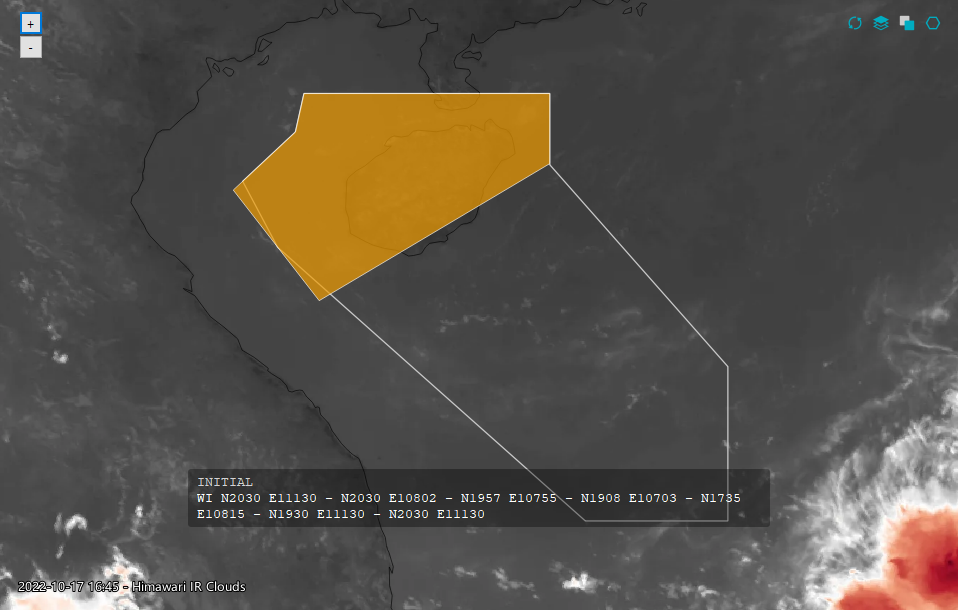 +
-
INITIAL
WI N2030 E11130 – N2030 E10802 – N1957 E10755 – N1908 E10703 – N1735
E10815 – N1930 E11130 – N2030 E11130
2022-10-17 16:45 - Himawari IR Clouds